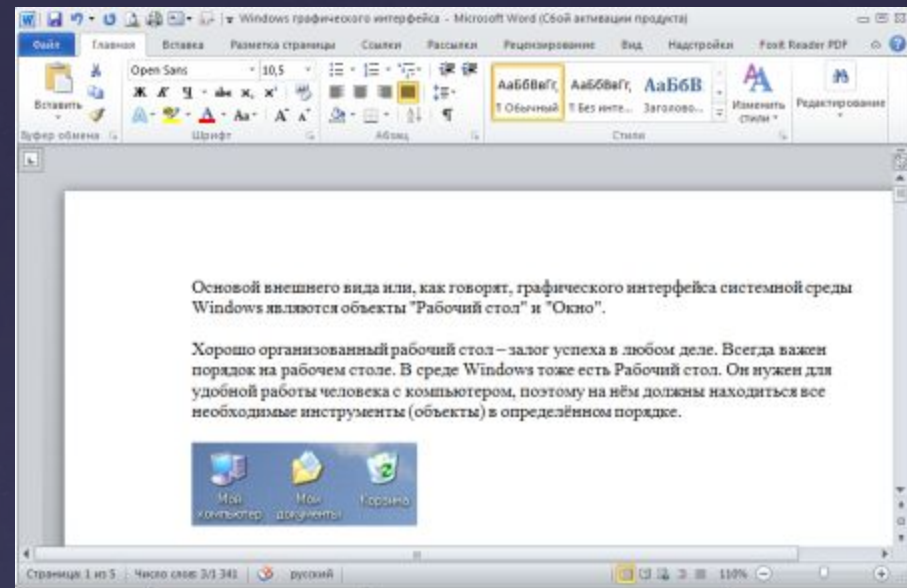 Windows графического интерфейса - Microsoft Word (Сбой активации продукта)
Файл Главная Вставка Разметка страницы Ссылки Рассылки Рецензирование Вид Надстройки Foxit Reader PDF
Open Sans 10,5
Ж К Ч abc x, x²
Вставить
АаБбВвГг, АаБбВвГг, АаБбВ
¶ Обычный ¶ Без инте... Заголово...
Изменить стили
Редактирование
Буфер обмена Шрифт Абзац Стили
Основой внешнего вида или, как говорят, графического интерфейса системной среды
Windows являются объекты "Рабочий стол" и "Окно".
Хорошо организованный рабочий стол – залог успеха в любом деле. Всегда важен
порядок на рабочем столе. В среде Windows тоже есть Рабочий стол. Он нужен для
удобной работы человека с компьютером, поэтому на нём должны находиться все
необходимые инструменты (объекты) в определённом порядке.
Мой компьютер
Мои документы
Корзина
Страница: 1 из 5 Число слов: 3/1 341 русский 110%